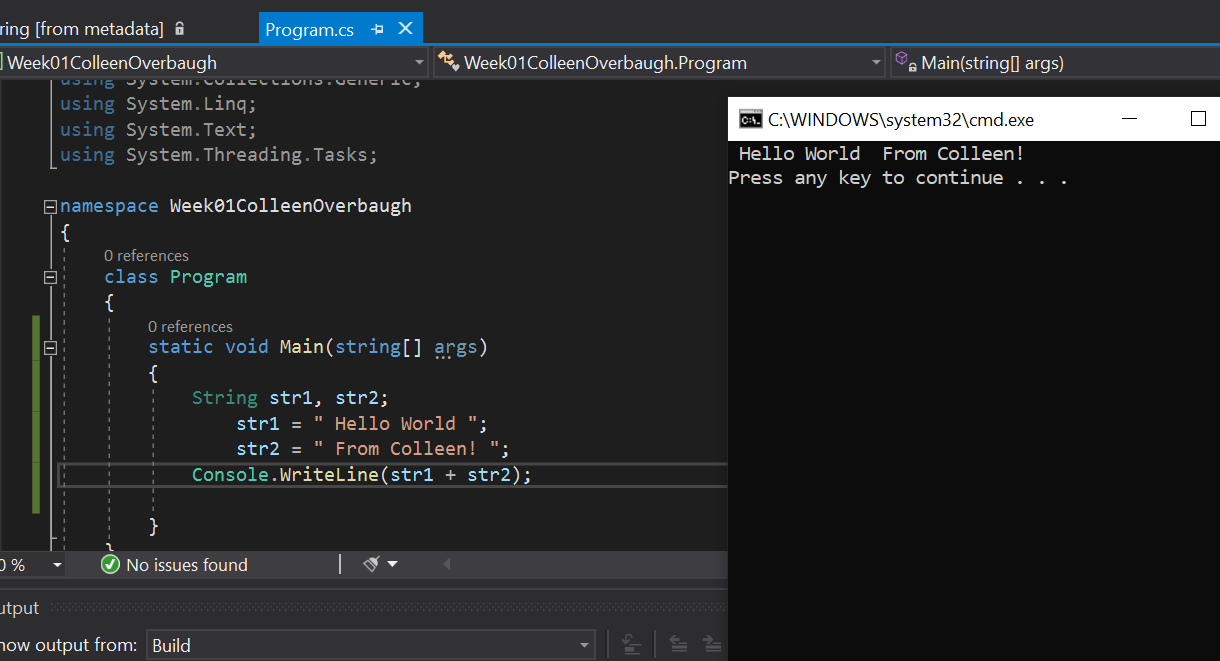 ring [from metadata]
Program.cs
Week01ColleenOverbaugh
Week01ColleenOverbaugh.Program
Main(string[] args)
using System.Collections.Generic;
using System.Linq;
using System.Text;
using System.Threading.Tasks;
namespace Week01ColleenOverbaugh
{
0 references
class Program
{
0 references
static void Main(string[] args)
{
String str1, str2;
str1 = " Hello World ";
str2 = " From Colleen! ";
Console.WriteLine(str1 + str2);
}
}
0 %
No issues found
utput
how output from:
Build
C:\WINDOWS\system32\cmd.exe
Hello World  From Colleen!
Press any key to continue . . .